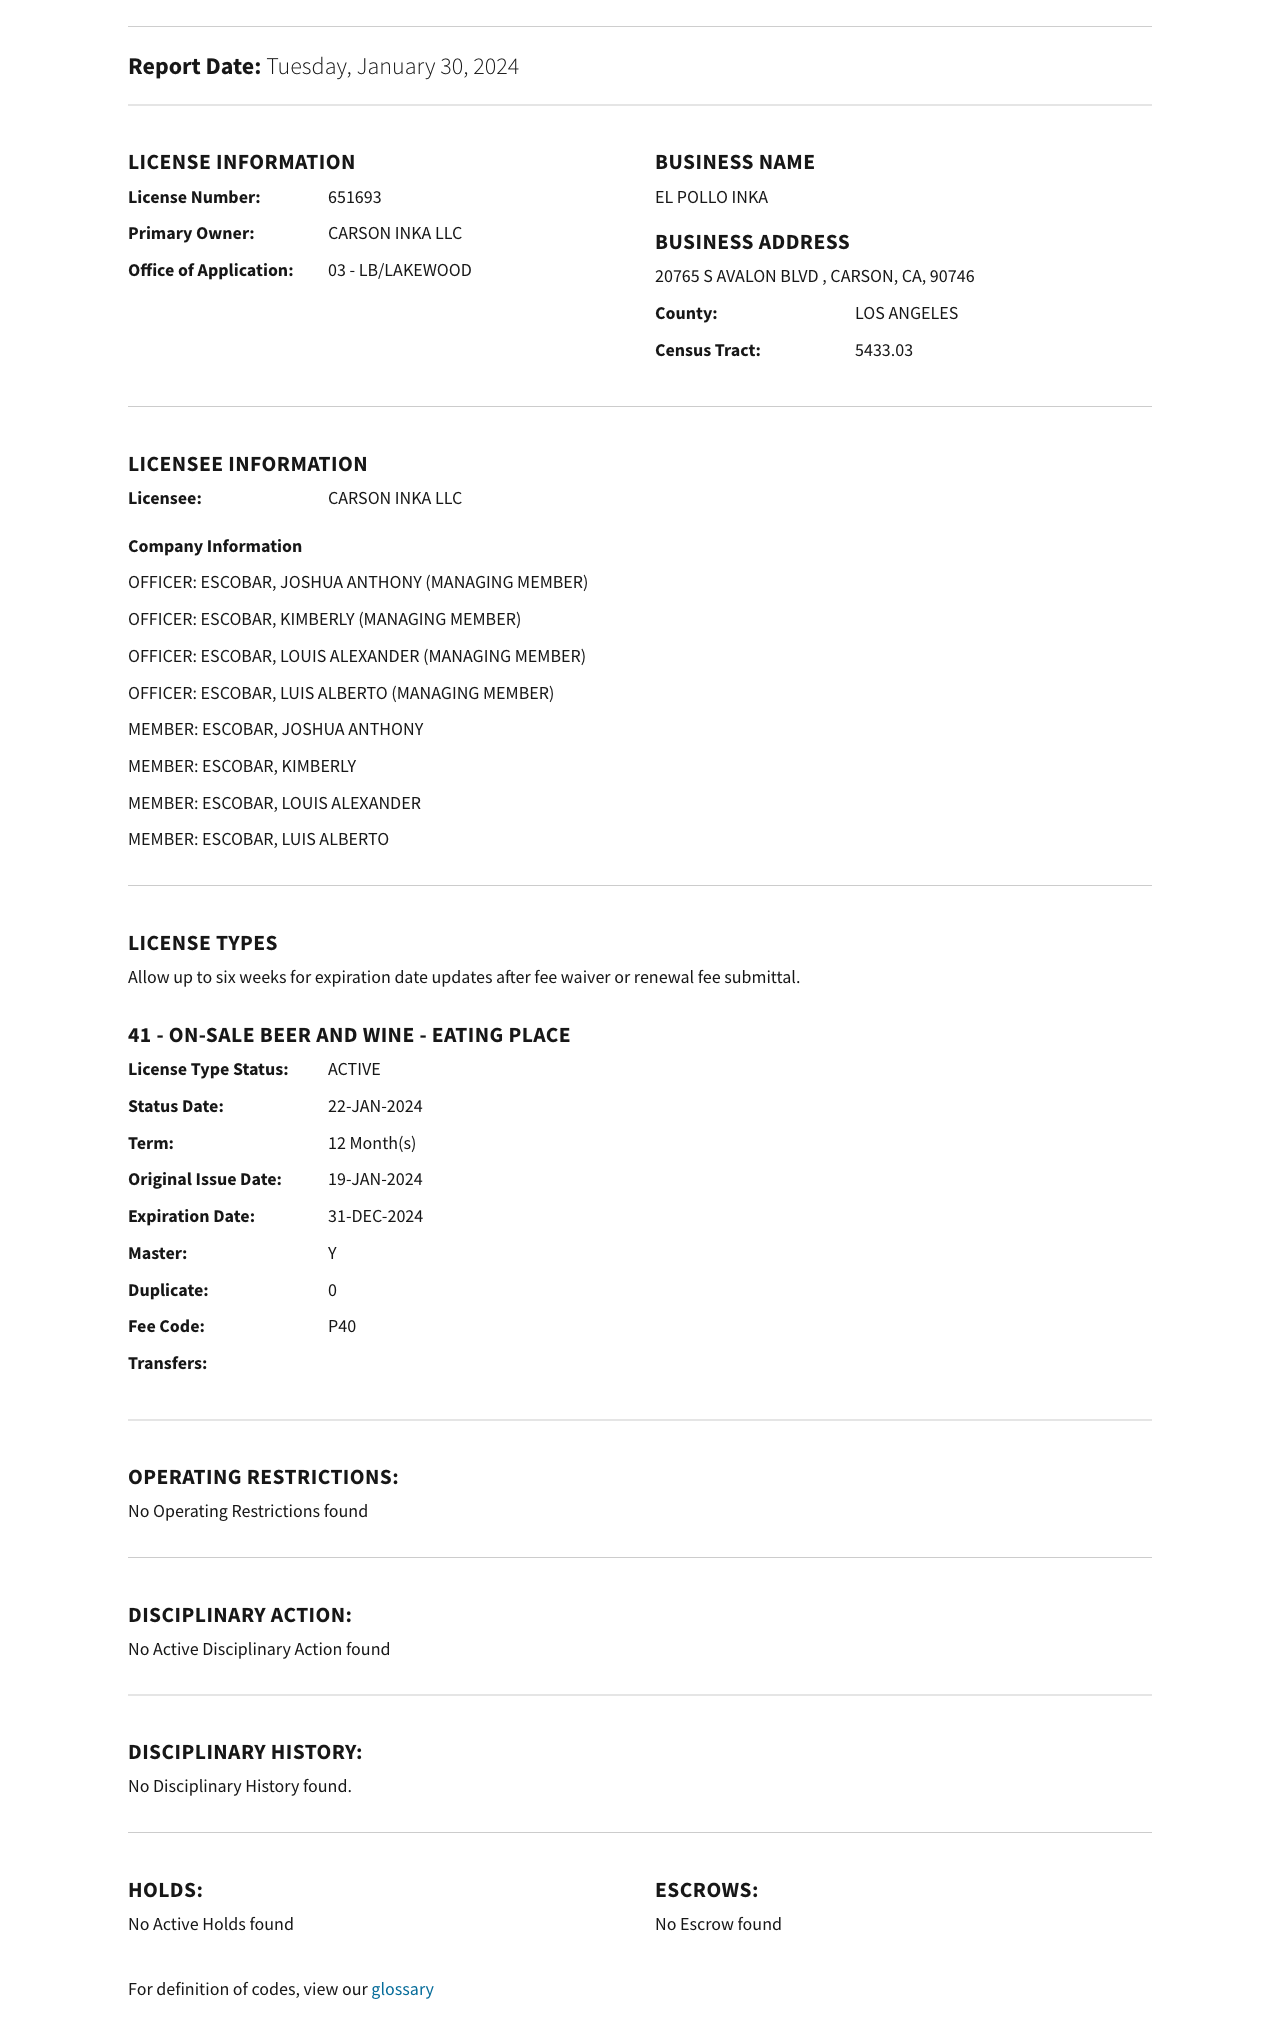 Report Date: Tuesday, January 30, 2024
LICENSE INFORMATION
License Number: 651693
Primary Owner: CARSON INKA LLC
Office of Application: 03 - LB/LAKEWOOD
BUSINESS NAME
EL POLLO INKA
BUSINESS ADDRESS
20765 S AVALON BLVD , CARSON, CA, 90746
County: LOS ANGELES
Census Tract: 5433.03
LICENSEE INFORMATION
Licensee: CARSON INKA LLC
Company Information
OFFICER: ESCOBAR, JOSHUA ANTHONY (MANAGING MEMBER)
OFFICER: ESCOBAR, KIMBERLY (MANAGING MEMBER)
OFFICER: ESCOBAR, LOUIS ALEXANDER (MANAGING MEMBER)
OFFICER: ESCOBAR, LUIS ALBERTO (MANAGING MEMBER)
MEMBER: ESCOBAR, JOSHUA ANTHONY
MEMBER: ESCOBAR, KIMBERLY
MEMBER: ESCOBAR, LOUIS ALEXANDER
MEMBER: ESCOBAR, LUIS ALBERTO
LICENSE TYPES
Allow up to six weeks for expiration date updates after fee waiver or renewal fee submittal.
41 - ON-SALE BEER AND WINE - EATING PLACE
License Type Status: ACTIVE
Status Date: 22-JAN-2024
Term: 12 Month(s)
Original Issue Date: 19-JAN-2024
Expiration Date: 31-DEC-2024
Master: Y
Duplicate: 0
Fee Code: P40
Transfers:
OPERATING RESTRICTIONS:
No Operating Restrictions found
DISCIPLINARY ACTION:
No Active Disciplinary Action found
DISCIPLINARY HISTORY:
No Disciplinary History found.
HOLDS:
No Active Holds found
ESCROWS:
No Escrow found
For definition of codes, view our glossary